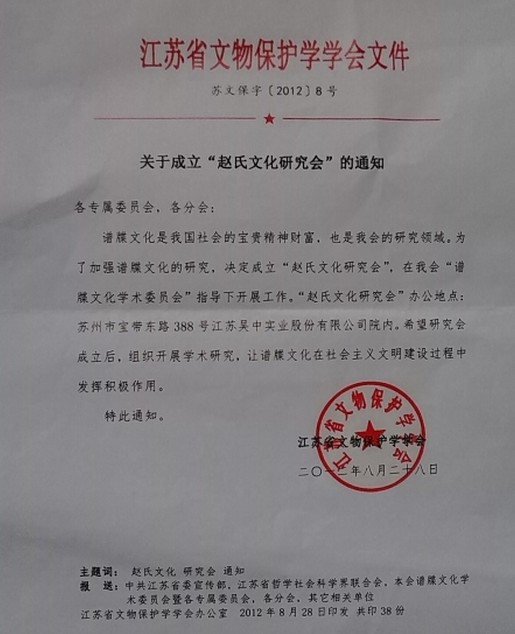 江苏省文物保护学学会文件
苏文保字〔2012〕8号
关于成立“赵氏文化研究会”的通知
各专属委员会，各分会：
谱牒文化是我国社会的宝贵精神财富，也是我会的研究领域。为
了加强谱牒文化的研究，决定成立“赵氏文化研究会”，在我会“谱
牒文化学术委员会”指导下开展工作。“赵氏文化研究会”办公地点：
苏州市宝带东路388号江苏吴中实业股份有限公司院内。希望研究会
成立后，组织开展学术研究，让谱牒文化在社会主义文明建设过程中
发挥积极作用。
特此通知。
江苏省文物保护学学会
江苏省文物保护学学会
二〇一二年八月二十八日
主题词： 赵氏文化 研究会 通知
报 送：中共江苏省委宣传部，江苏省哲学社会科学界联合会，本会谱牒文化学
术委员会暨各专属委员会，各分会，其它相关单位
江苏省文物保护学学会办公室 2012年8月28日印发 共印38份